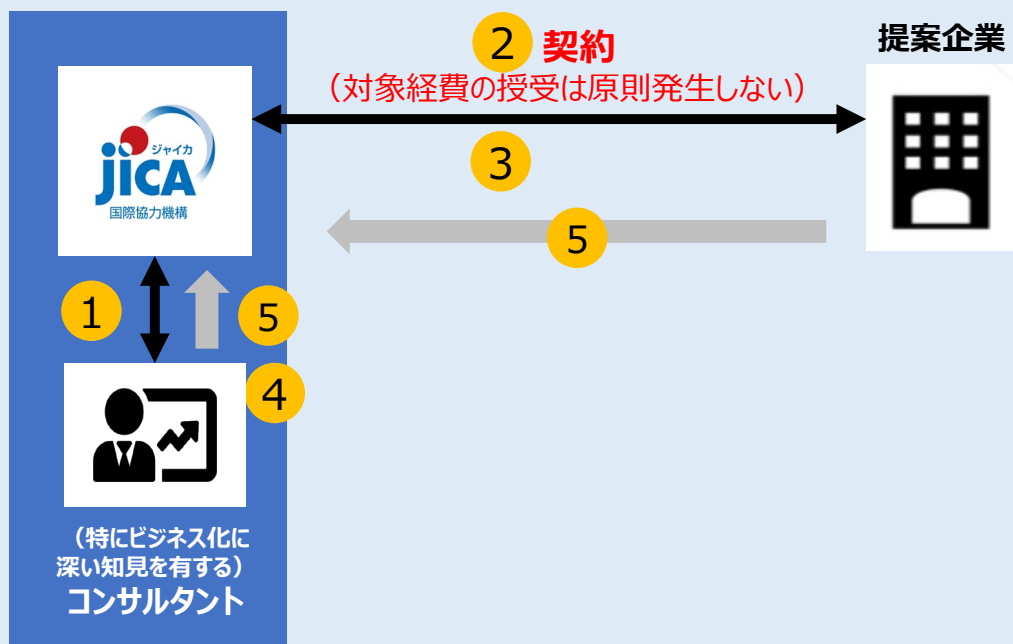 2 契約
(対象経費の授受は原則発生しない)
提案企業
ジャイカ
JICA
国際協力機構
3
5
1
5
4
(特にビジネス化に
深い知見を有する)
コンサルタント